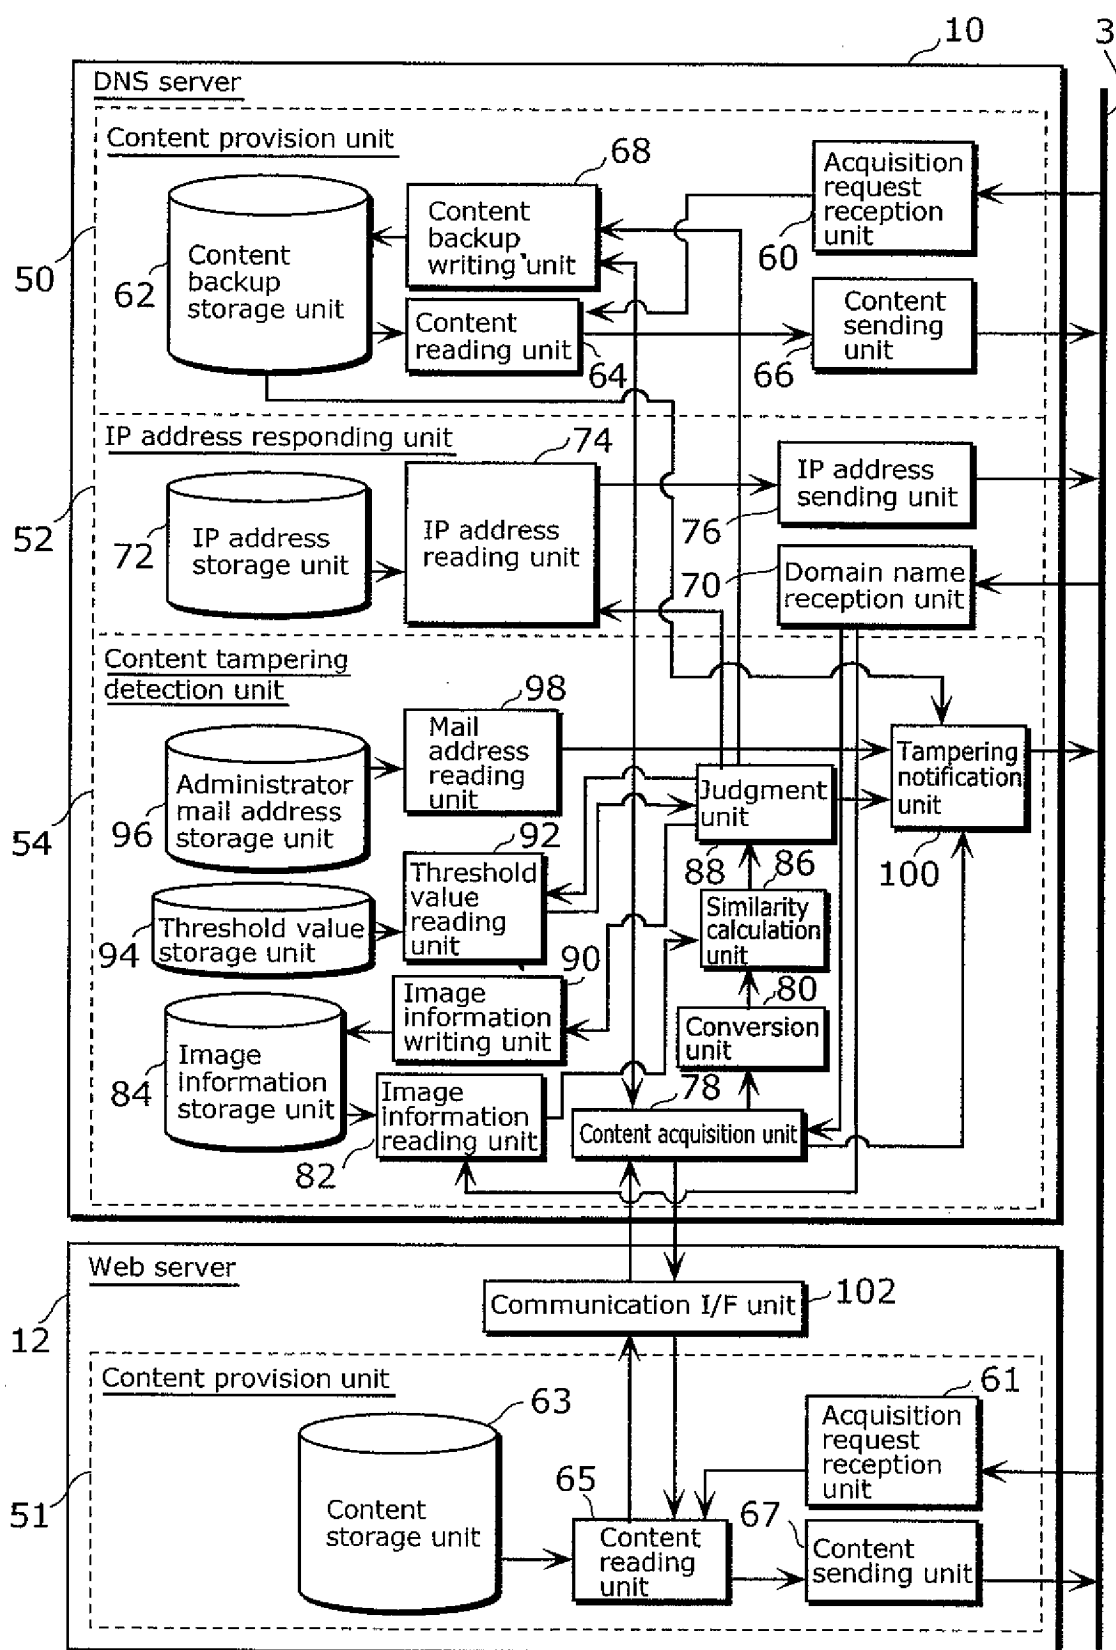 10
3
DNS server
Content provision unit
68
Acquisition
request
reception
unit
60
Content
backup
writing unit
50
62
Content
backup
storage unit
Content
reading unit
64
Content
sending
unit
66
IP address responding unit
74
IP address
sending unit
76
52
72
IP address
storage unit
IP address
reading unit
70
Domain name
reception unit
Content tampering
detection unit
98
Mail
address
reading
unit
Tampering
notification
unit
100
Administrator
mail address
storage unit
96
54
Judgment
unit
88
92
Threshold
value
reading
unit
86
Similarity
calculation
unit
94
Threshold value
storage unit
90
Image
information
writing unit
80
Conversion
unit
84
Image
information
storage unit
Image
information
reading unit
82
78
Content acquisition unit
Web server
12
Communication I/F unit
102
Content provision unit
63
61
Acquisition
request
reception
unit
51
Content
storage unit
65
Content
reading
unit
67
Content
sending unit